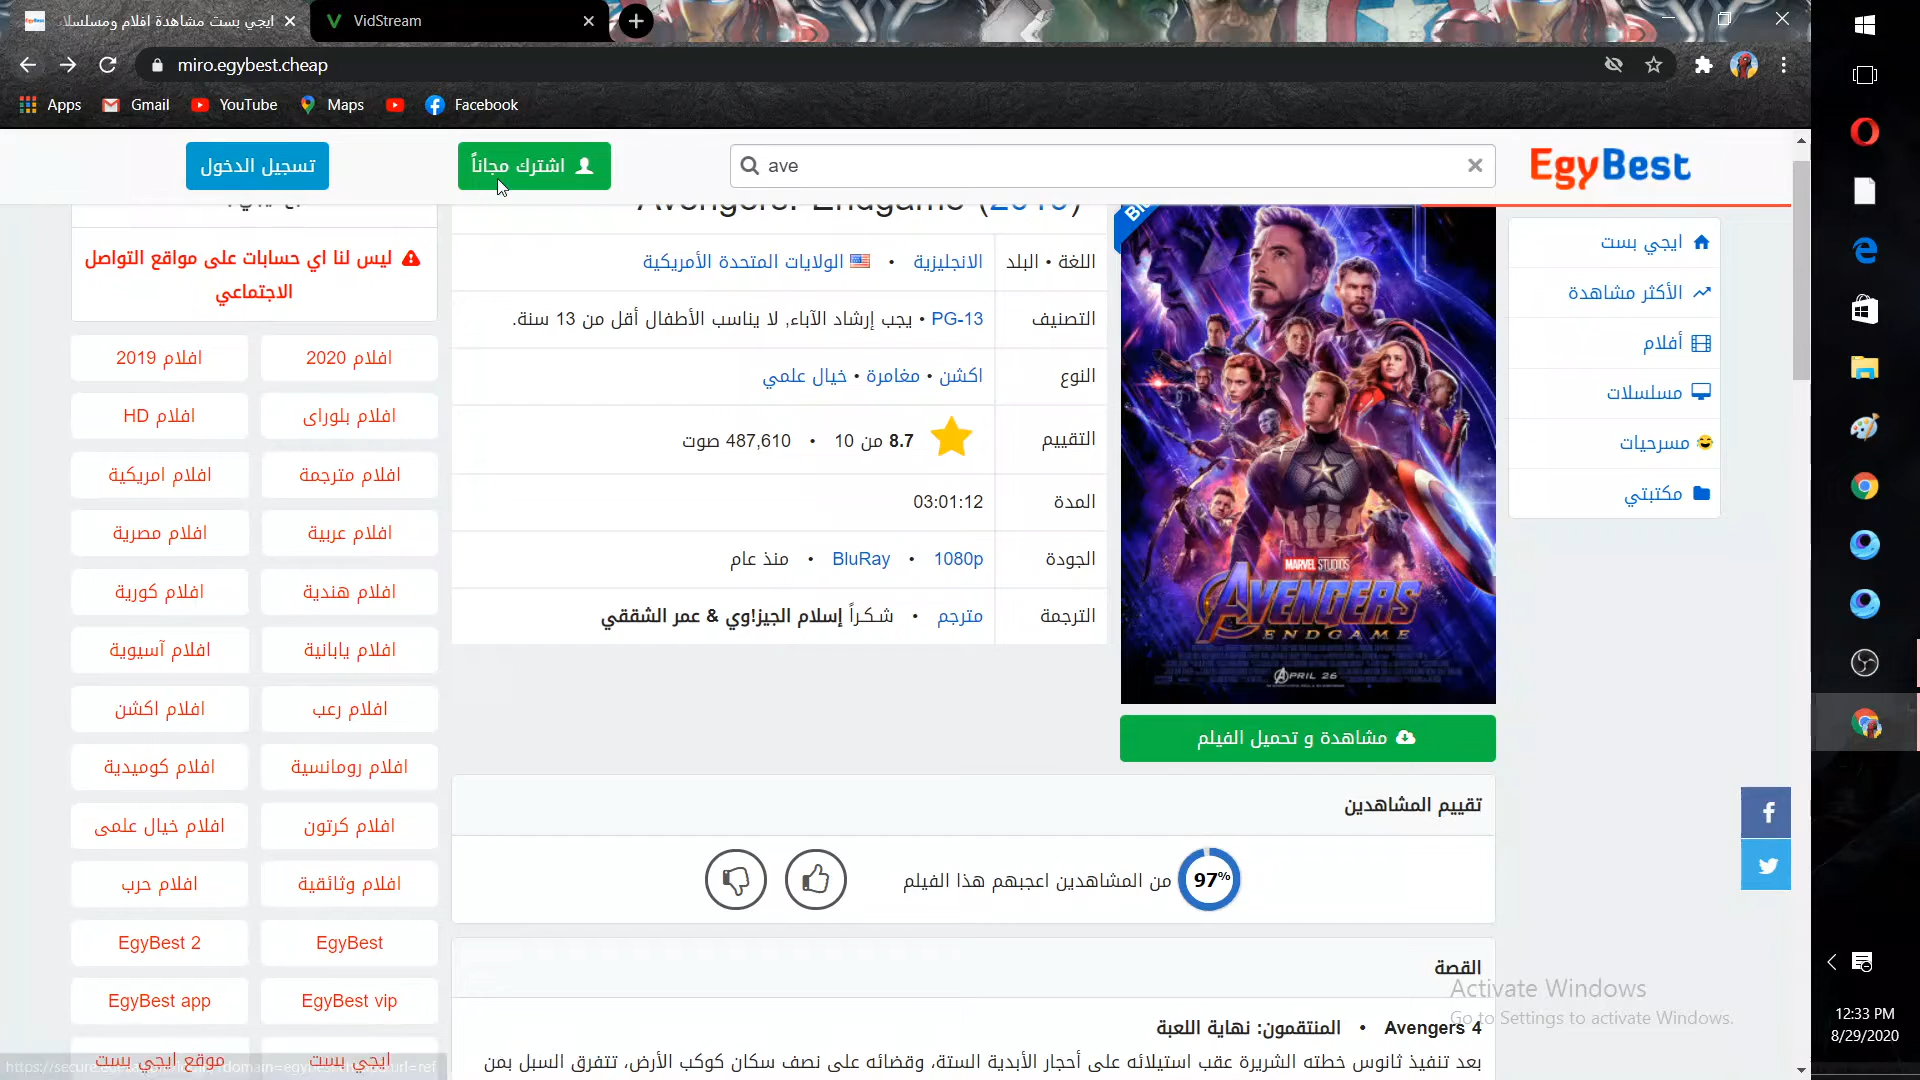 ايجي بست مشاهدة افلام ومسلسلات
VidStream
miro.egybest.cheap
Apps
Gmail
YouTube
Maps
Facebook
تسجيل الدخول
اشترك مجاناً
ave
EgyBest
Avengers: Endgame (2019)
ليس لنا اي حسابات على مواقع التواصل
الاجتماعي
افلام 2020
افلام 2019
افلام بلوراى
افلام HD
افلام مترجمة
افلام امريكية
افلام عربية
افلام مصرية
افلام هندية
افلام كورية
افلام يابانية
افلام آسيوية
افلام رعب
افلام اكشن
افلام رومانسية
افلام كوميدية
افلام كرتون
افلام خيال علمى
افلام وثائقية
افلام حرب
EgyBest
EgyBest 2
EgyBest vip
EgyBest app
ايجي بست
موقع ايجي بست
اللغة • البلد
الانجليزية • الولايات المتحدة الأمريكية
التصنيف
PG-13 • يجب إرشاد الآباء, لا يناسب الأطفال أقل من 13 سنة.
النوع
اكشن • مغامرة • خيال علمي
التقييم
8.7 من 10 • 487,610 صوت
المدة
03:01:12
الجودة
1080p • BluRay • منذ عام
الترجمة
مترجم • شـكـراً إسلام الجيز!وي & عمر الشققي
MARVEL STUDIOS
AVENGERS
ENDGAME
APRIL 26
مشاهدة و تحميل الفيلم
ايجي بست
الأكثر مشاهدة
أفلام
مسلسلات
مسرحيات
مكتبتي
تقييم المشاهدين
97%
من المشاهدين اعجبهم هذا الفيلم
القصة
Avengers 4 • المنتقمون: نهاية اللعبة
بعد تنفيذ ثانوس خطته الشريرة عقب استيلائه على أحجار الأبدية الستة، وقضائه على نصف سكان كوكب الأرض، تتفرق السبل بمن
Activate Windows
Go to Settings to activate Windows.
12:33 PM
8/29/2020